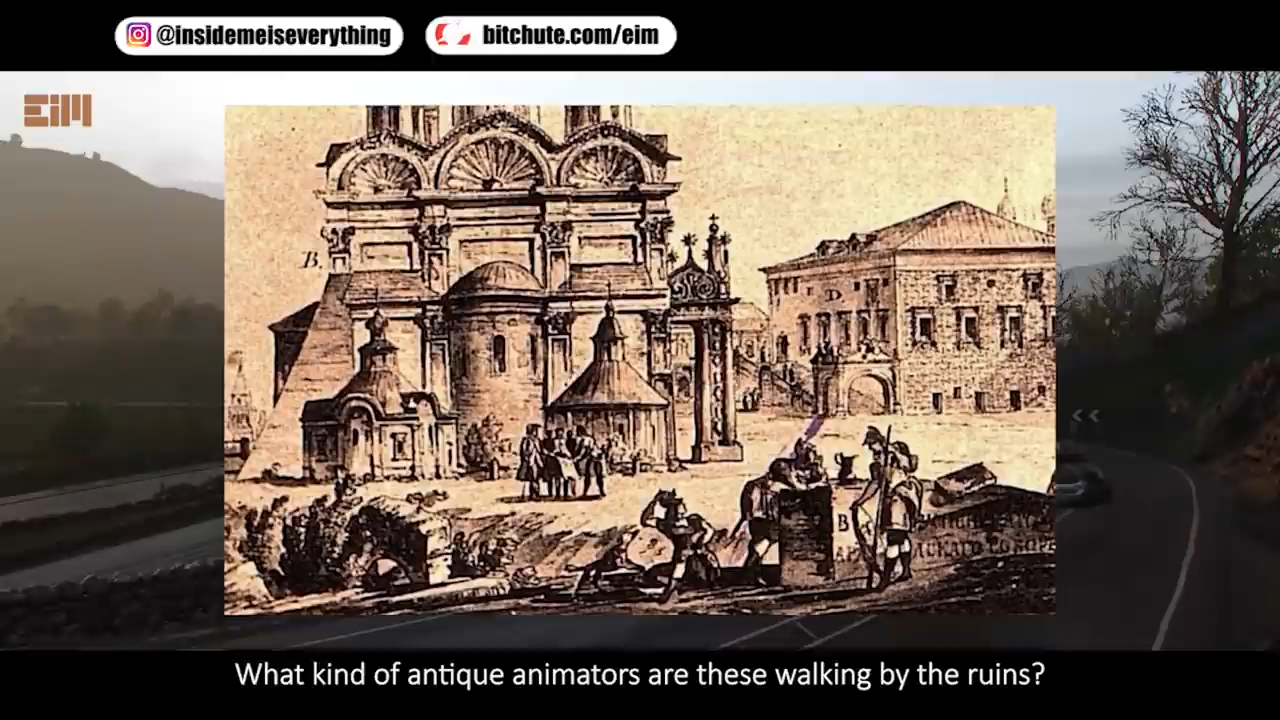 @insidemeiseverything
bitchute.com/eim
EiM
B.
D
What kind of antique animators are these walking by the ruins?